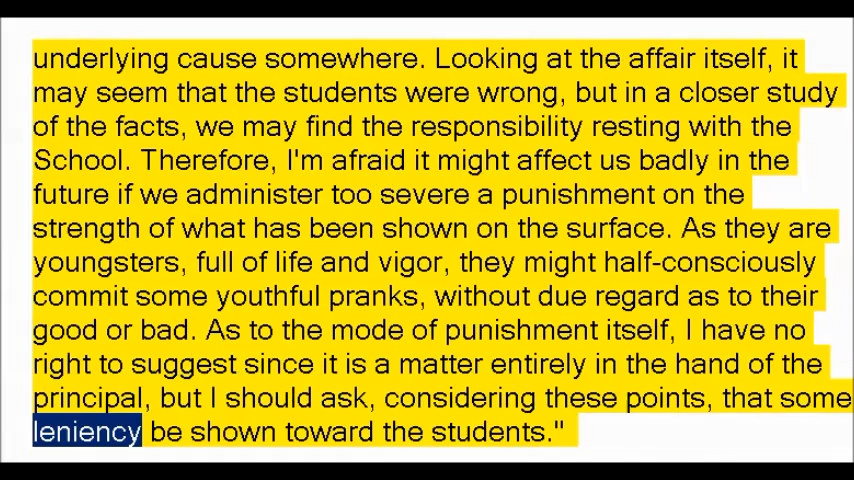 underlying cause somewhere. Looking at the affair itself, it
may seem that the students were wrong, but in a closer study
of the facts, we may find the responsibility resting with the
School. Therefore, I'm afraid it might affect us badly in the
future if we administer too severe a punishment on the
strength of what has been shown on the surface. As they are
youngsters, full of life and vigor, they might half-consciously
commit some youthful pranks, without due regard as to their
good or bad. As to the mode of punishment itself, I have no
right to suggest since it is a matter entirely in the hand of the
principal, but I should ask, considering these points, that some
leniency be shown toward the students."